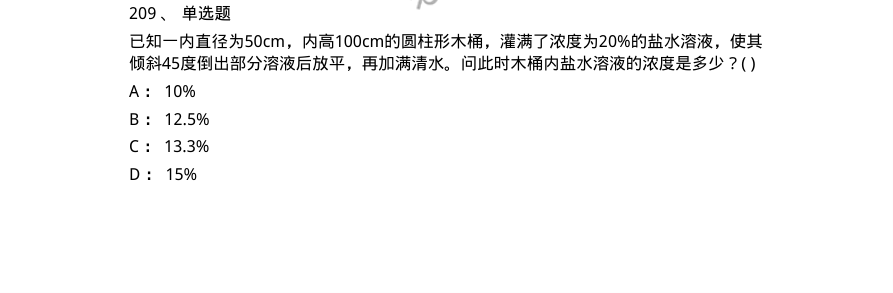 209 、 单选题
已知一内直径为50cm，内高100cm的圆柱形木桶，灌满了浓度为20%的盐水溶液，使其
倾斜45度倒出部分溶液后放平，再加满清水。问此时木桶内盐水溶液的浓度是多少？( )
A ： 10%
B ： 12.5%
C ： 13.3%
D ： 15%